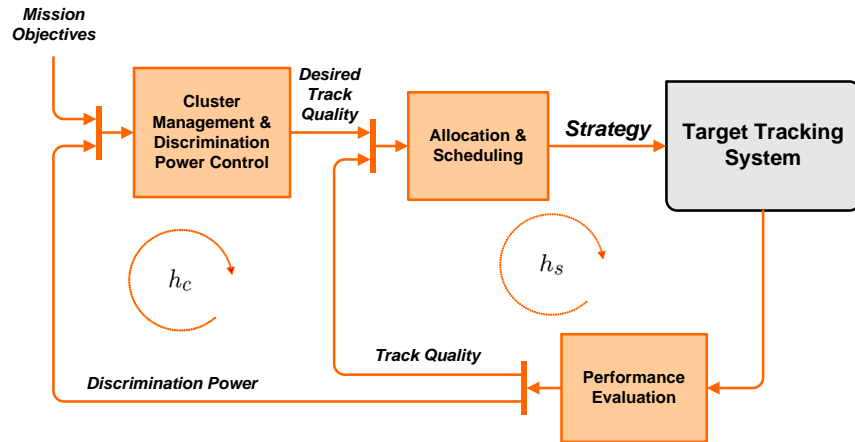 Mission
Objectives
Cluster
Management &
Discrimination
Power Control
Desired
Track
Quality
Allocation &
Scheduling
Strategy
Target Tracking
System
h_c
h_s
Track Quality
Discrimination Power
Performance
Evaluation